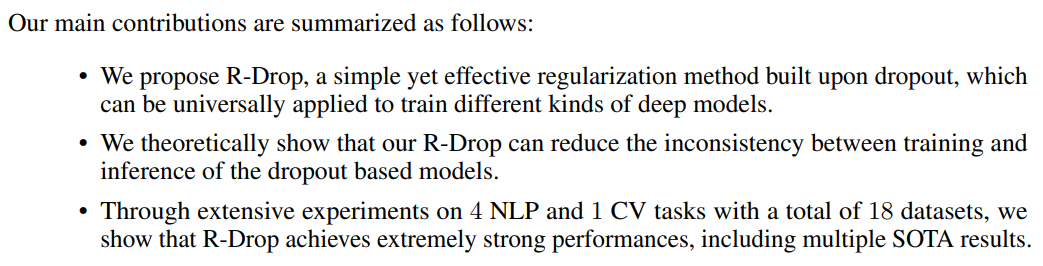 Our main contributions are summarized as follows:
• We propose R-Drop, a simple yet effective regularization method built upon dropout, which
can be universally applied to train different kinds of deep models.
• We theoretically show that our R-Drop can reduce the inconsistency between training and
inference of the dropout based models.
• Through extensive experiments on 4 NLP and 1 CV tasks with a total of 18 datasets, we
show that R-Drop achieves extremely strong performances, including multiple SOTA results.